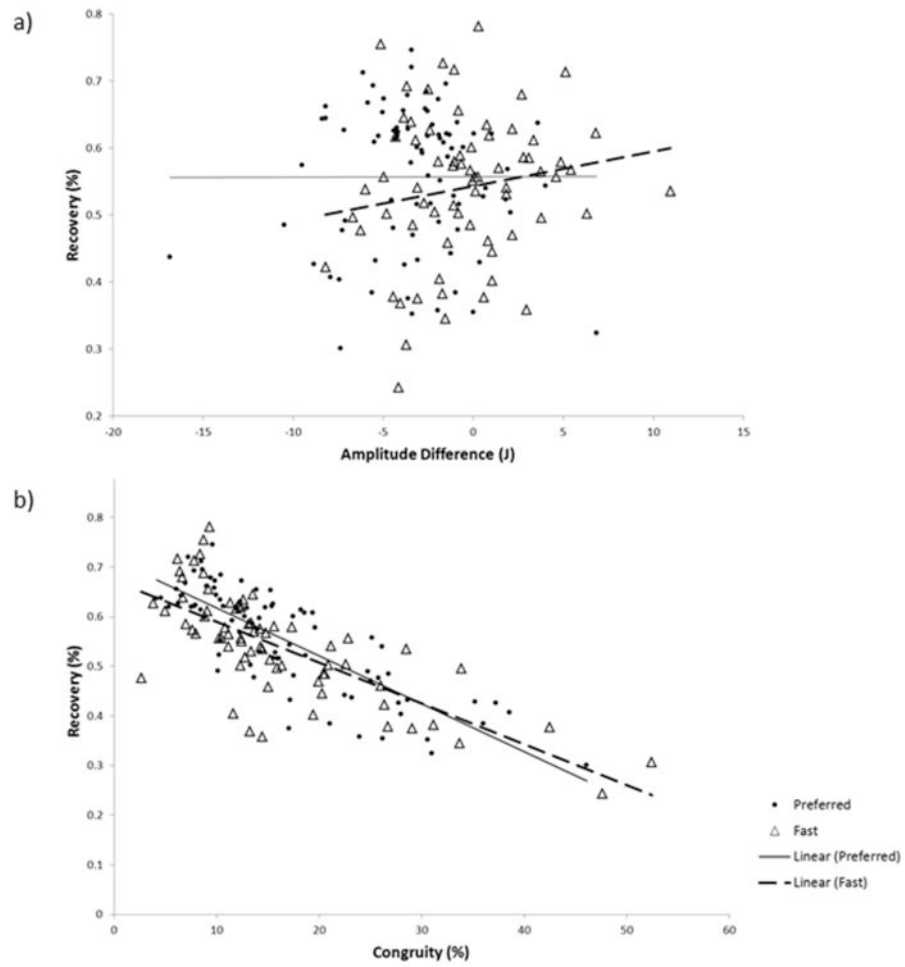 a)
0.8
0.7
0.6
0.5
0.4
0.3
0.2
Recovery (%)
-20 -15 -10 -5 0 5 10 15
Amplitude Difference (J)
b)
0.8
0.7
0.6
0.5
0.4
0.3
0.2
0.1
0
Recovery (%)
0 10 20 30 40 50 60
Congruity (%)
Preferred
Fast
Linear (Preferred)
Linear (Fast)